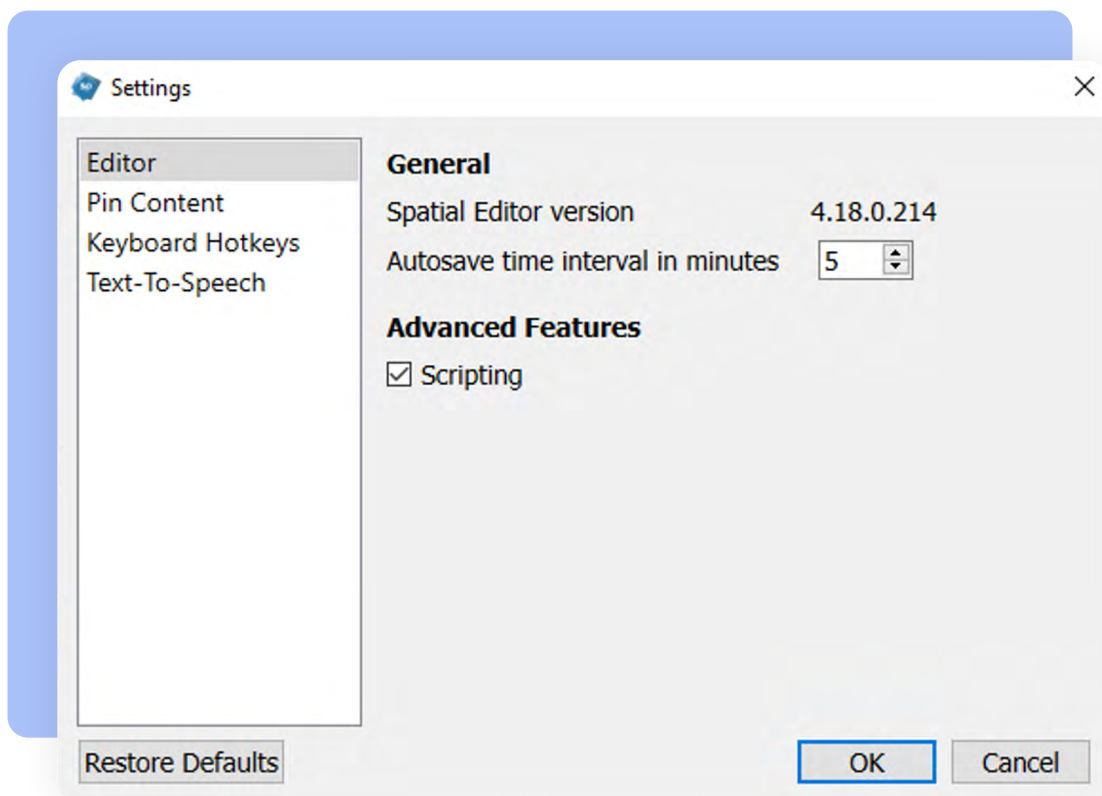 Settings
Editor
Pin Content
Keyboard Hotkeys
Text-To-Speech
General
Spatial Editor version 4.18.0.214
Autosave time interval in minutes 5
Advanced Features
Scripting
Restore Defaults
OK
Cancel